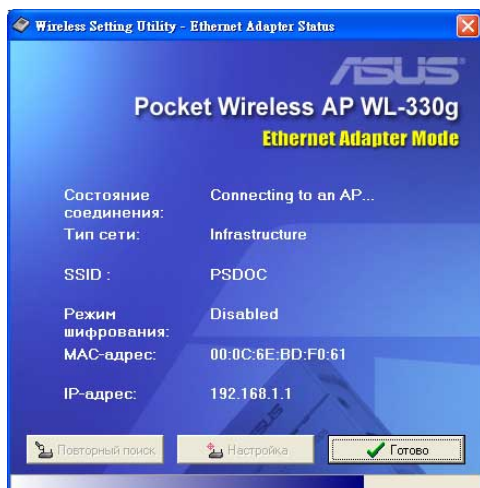 Wireless Setting Utility - Ethernet Adapter Status
ASUS
Pocket Wireless AP WL-330g
Ethernet Adapter Mode
Состояние соединения: Connecting to an AP...
Тип сети: Infrastructure
SSID : PSDOC
Режим шифрования: Disabled
MAC-адрес: 00:0C:6E:BD:F0:61
IP-адрес: 192.168.1.1
Повторный поиск Настройка Готово